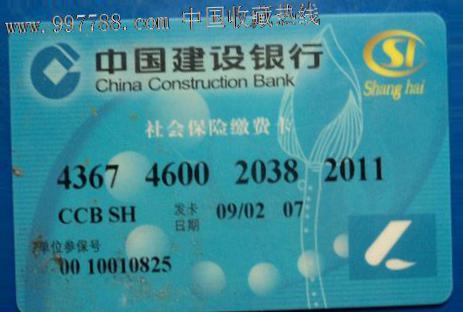 www.997788.com 中国收藏热线
中国建设银行
China Construction Bank
SI
Shang hai
社会保险缴费卡
4367 4600 2038 2011
CCB SH 发卡日期 09/02 07
单位参保号
00 10010825